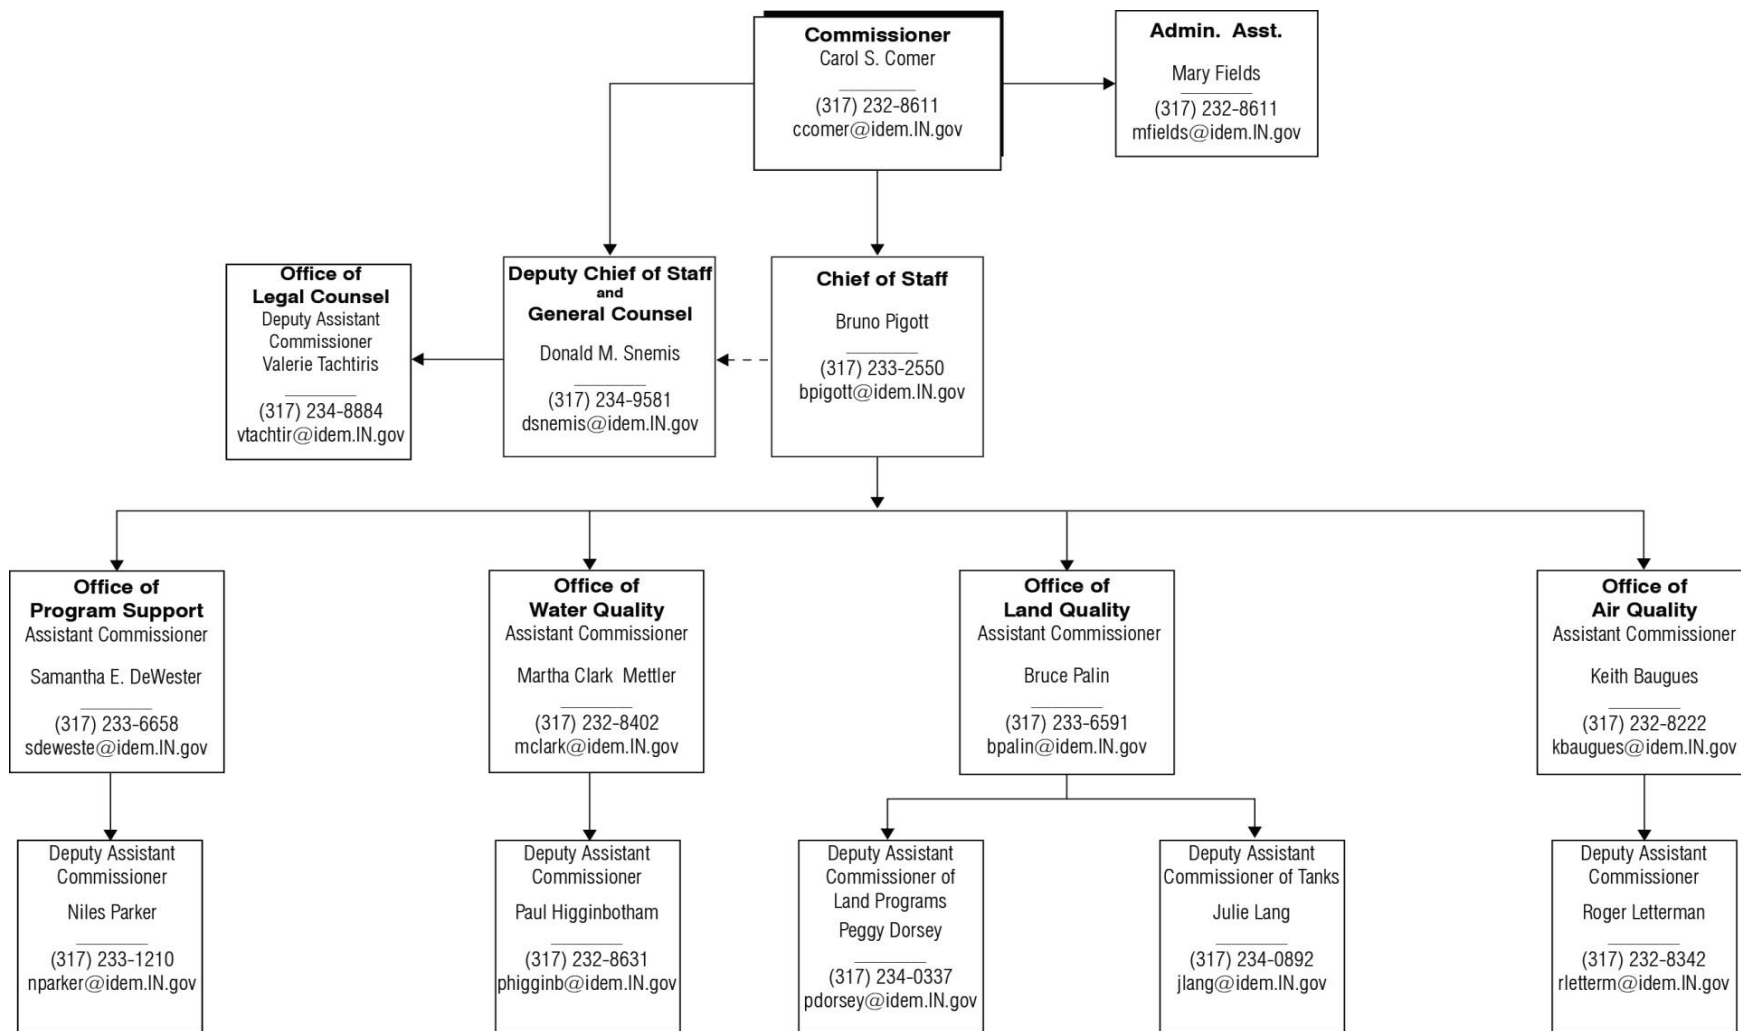 Commissioner
Carol S. Comer
(317) 232-8611
ccomer@idem.IN.gov
Admin. Asst.
Mary Fields
(317) 232-8611
mfields@idem.IN.gov
Office of
Legal Counsel
Deputy Assistant
Commissioner
Valerie Tachtiris
(317) 234-8884
vtachtir@idem.IN.gov
Deputy Chief of Staff
and
General Counsel
Donald M. Snemis
(317) 234-9581
dsnemis@idem.IN.gov
Chief of Staff
Bruno Pigott
(317) 233-2550
bpigott@idem.IN.gov
Office of
Program Support
Assistant Commissioner
Samantha E. DeWester
(317) 233-6658
sdeweste@idem.IN.gov
Office of
Water Quality
Assistant Commissioner
Martha Clark Mettler
(317) 232-8402
mclark@idem.IN.gov
Office of
Land Quality
Assistant Commissioner
Bruce Palin
(317) 233-6591
bpalin@idem.IN.gov
Office of
Air Quality
Assistant Commissioner
Keith Baugues
(317) 232-8222
kbaugues@idem.IN.gov
Deputy Assistant
Commissioner
Niles Parker
(317) 233-1210
nparker@idem.IN.gov
Deputy Assistant
Commissioner
Paul Higginbotham
(317) 232-8631
phigginb@idem.IN.gov
Deputy Assistant
Commissioner of
Land Programs
Peggy Dorsey
(317) 234-0337
pdorsey@idem.IN.gov
Deputy Assistant
Commissioner of Tanks
Julie Lang
(317) 234-0892
jlang@idem.IN.gov
Deputy Assistant
Commissioner
Roger Letterman
(317) 232-8342
rletterm@idem.IN.gov